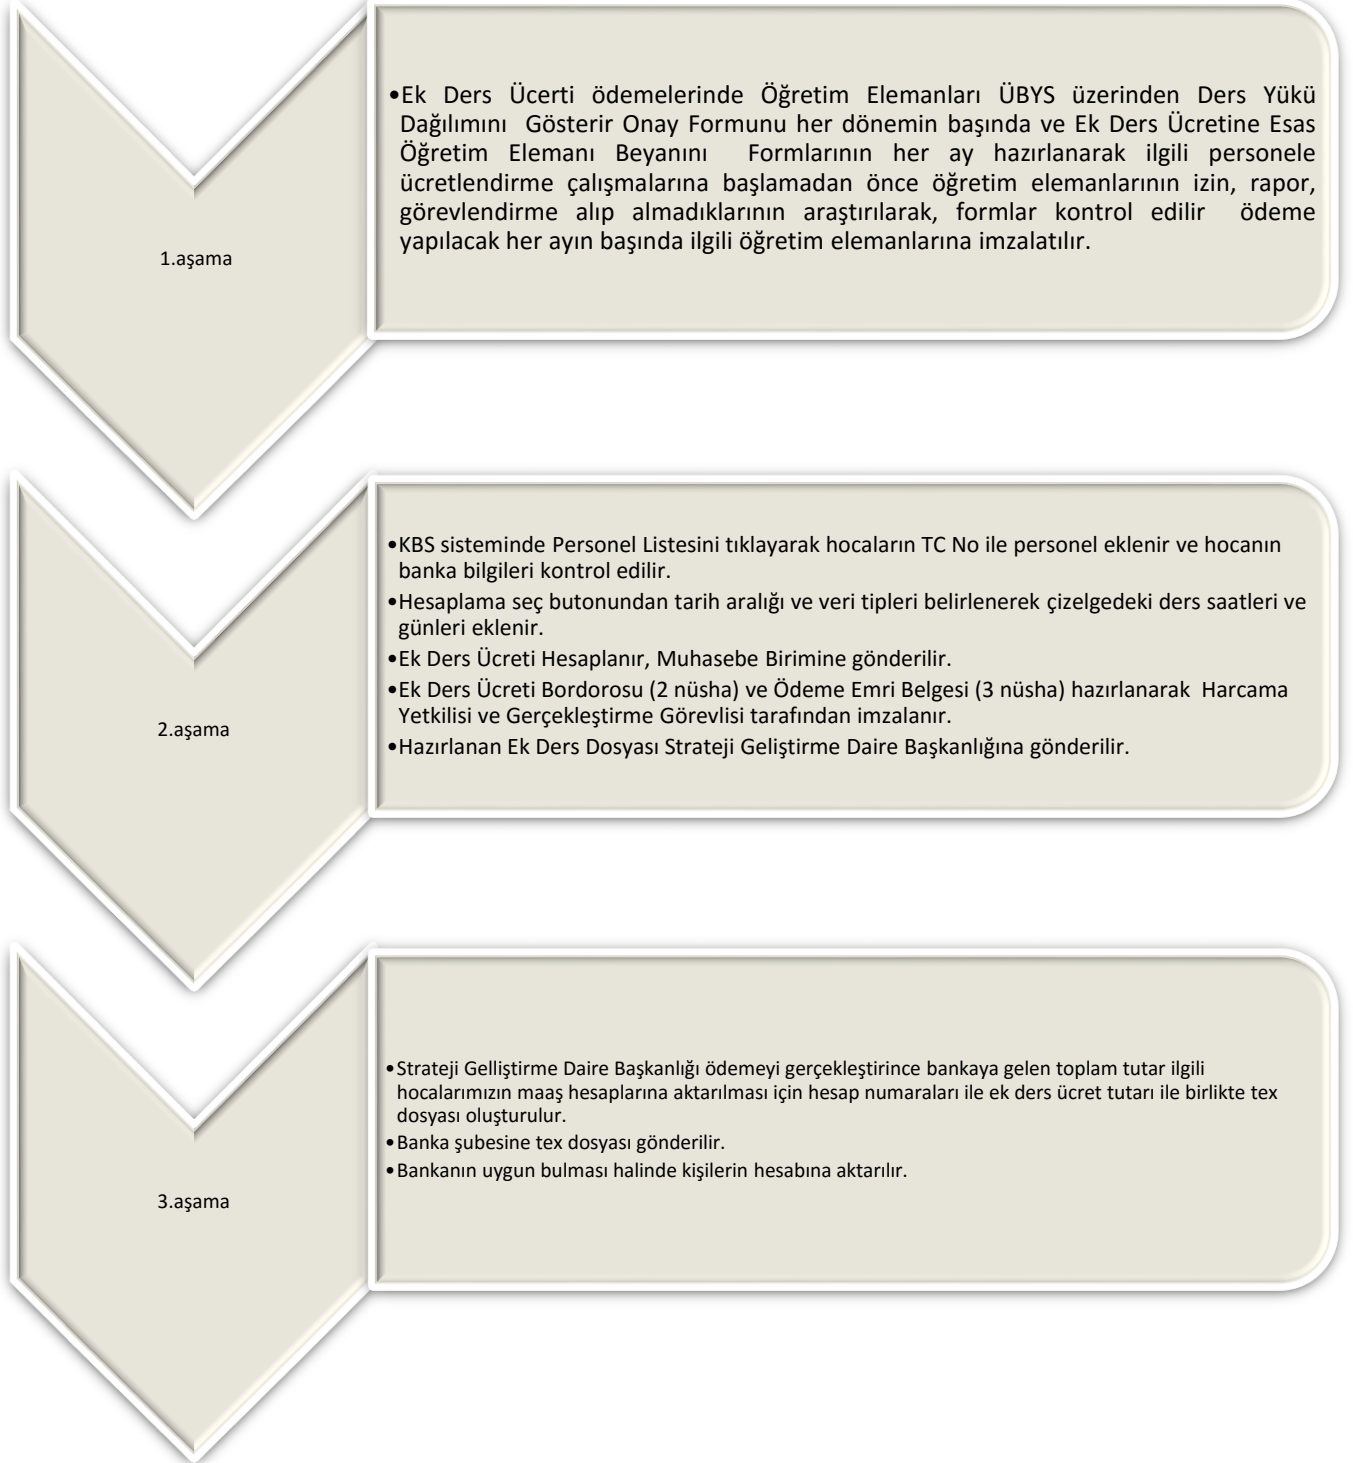 1.aşama
•Ek Ders Ücerti ödemelerinde Öğretim Elemanları ÜBYS üzerinden Ders Yükü
Dağılımını Gösterir Onay Formunu her dönemin başında ve Ek Ders Ücretine Esas
Öğretim Elemanı Beyanını Formlarının her ay hazırlanarak ilgili personele
ücretlendirme çalışmalarına başlamadan önce öğretim elemanlarının izin, rapor,
görevlendirme alıp almadıklarının araştırılarak, formlar kontrol edilir ödeme
yapılacak her ayın başında ilgili öğretim elemanlarına imzalatılır.
2.aşama
•KBS sisteminde Personel Listesini tıklayarak hocaların TC No ile personel eklenir ve hocanın
banka bilgileri kontrol edilir.
•Hesaplama seç butonundan tarih aralığı ve veri tipleri belirlenerek çizelgedeki ders saatleri ve
günleri eklenir.
•Ek Ders Ücreti Hesaplanır, Muhasebe Birimine gönderilir.
•Ek Ders Ücreti Bordorosu (2 nüsha) ve Ödeme Emri Belgesi (3 nüsha) hazırlanarak Harcama
Yetkilisi ve Gerçekleştirme Görevlisi tarafından imzalanır.
•Hazırlanan Ek Ders Dosyası Strateji Geliştirme Daire Başkanlığına gönderilir.
3.aşama
•Strateji Gelliştirme Daire Başkanlığı ödemeyi gerçekleştirince bankaya gelen toplam tutar ilgili
hocalarımızın maaş hesaplarına aktarılması için hesap numaraları ile ek ders ücret tutarı ile birlikte tex
dosyası oluşturulur.
•Banka şubesine tex dosyası gönderilir.
•Bankanın uygun bulması halinde kişilerin hesabına aktarılır.